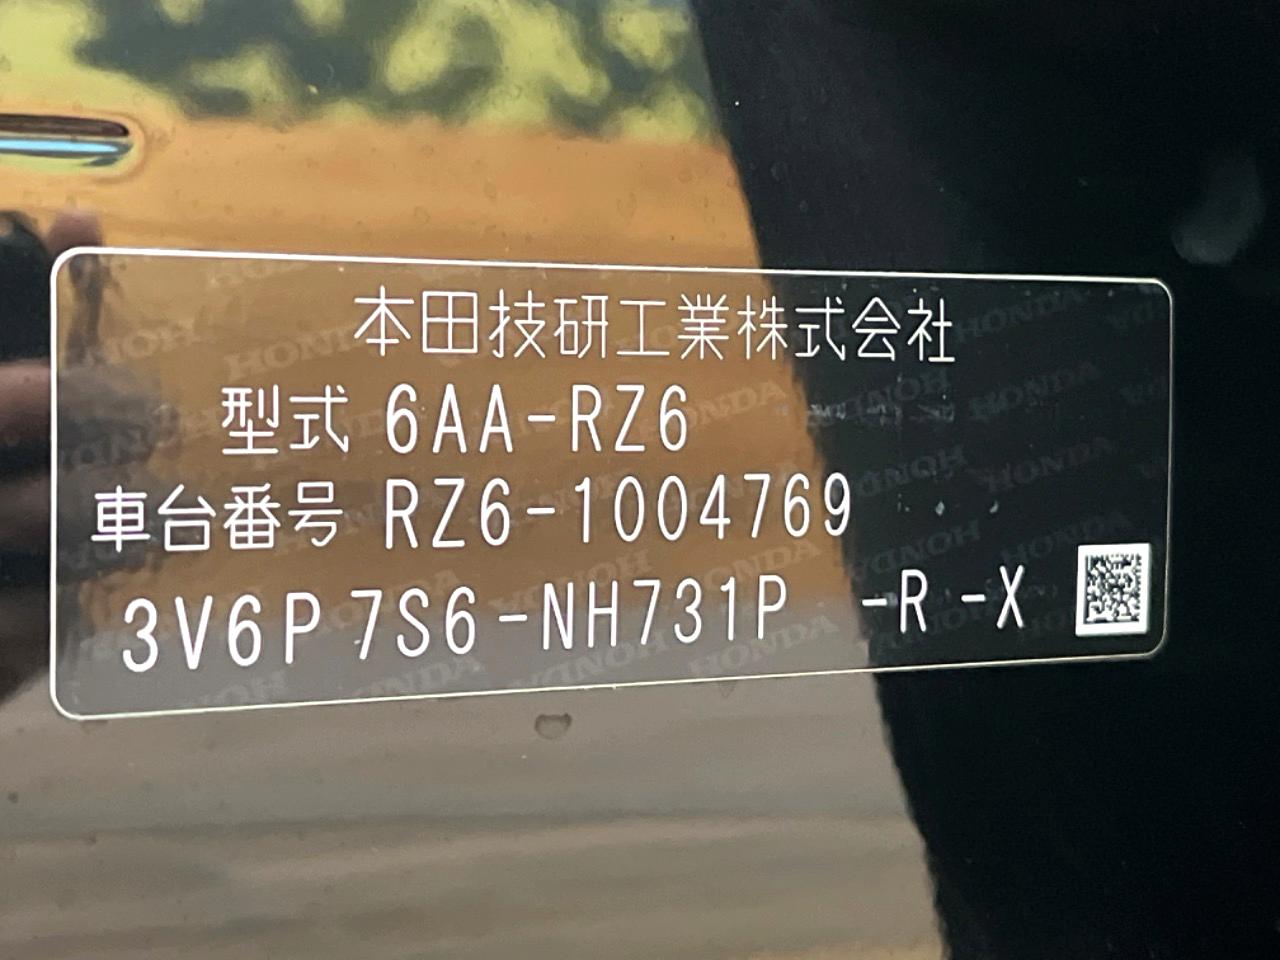 本田技研工業株式会社
型式 6AA-RZ6
車台番号 RZ6-1004769
3V6P7S6-NH731P -R-X